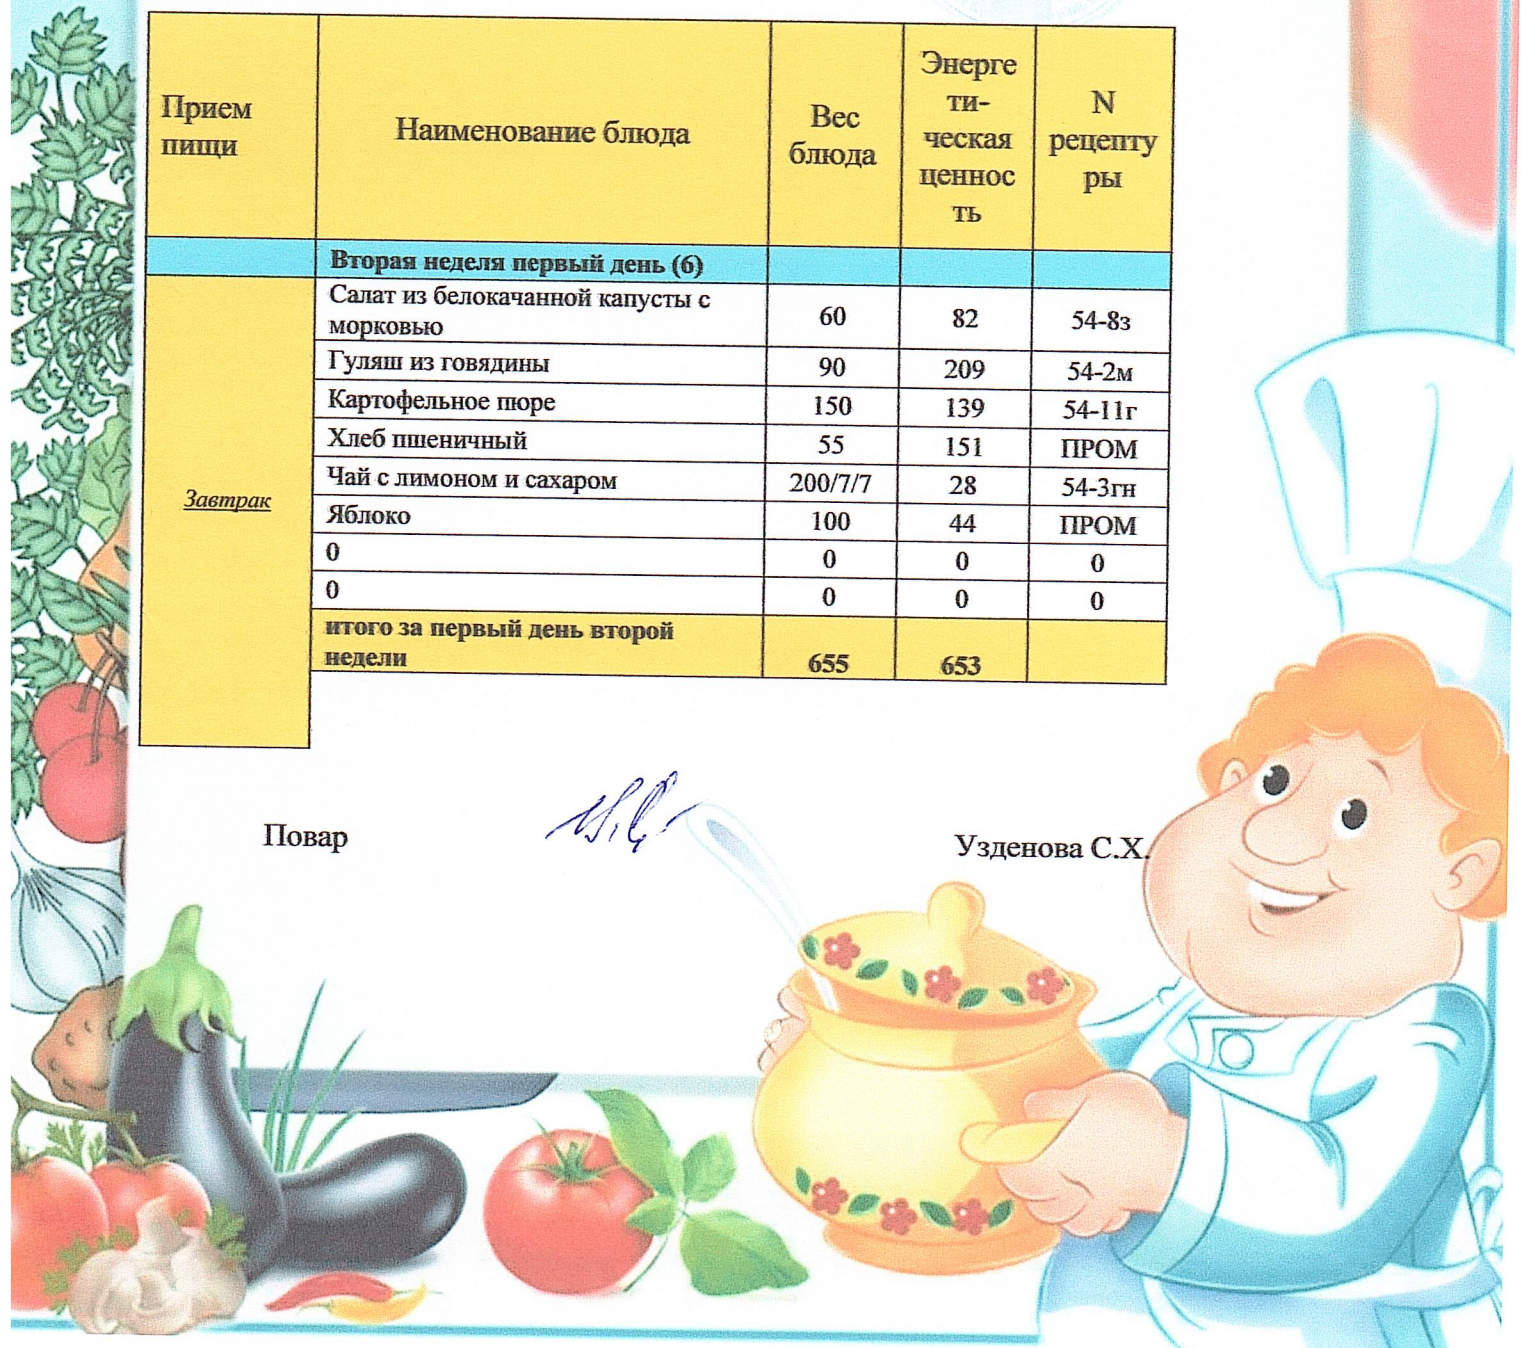 Прием
пищи
Наименование блюда
Вес
блюда
Энерге
ти-
ческая
ценнос
ть
N
рецепту
ры
Вторая неделя первый день (6)
Завтрак
Салат из белокачанной капусты с
морковью
60 82 54-8з
Гуляш из говядины 90 209 54-2м
Картофельное пюре 150 139 54-11г
Хлеб пшеничный 55 151 ПРОМ
Чай с лимоном и сахаром 200/7/7 28 54-3гн
Яблоко 100 44 ПРОМ
0 0 0 0
0 0 0 0
итого за первый день второй
недели 655 653
Повар Узденова С.Х.